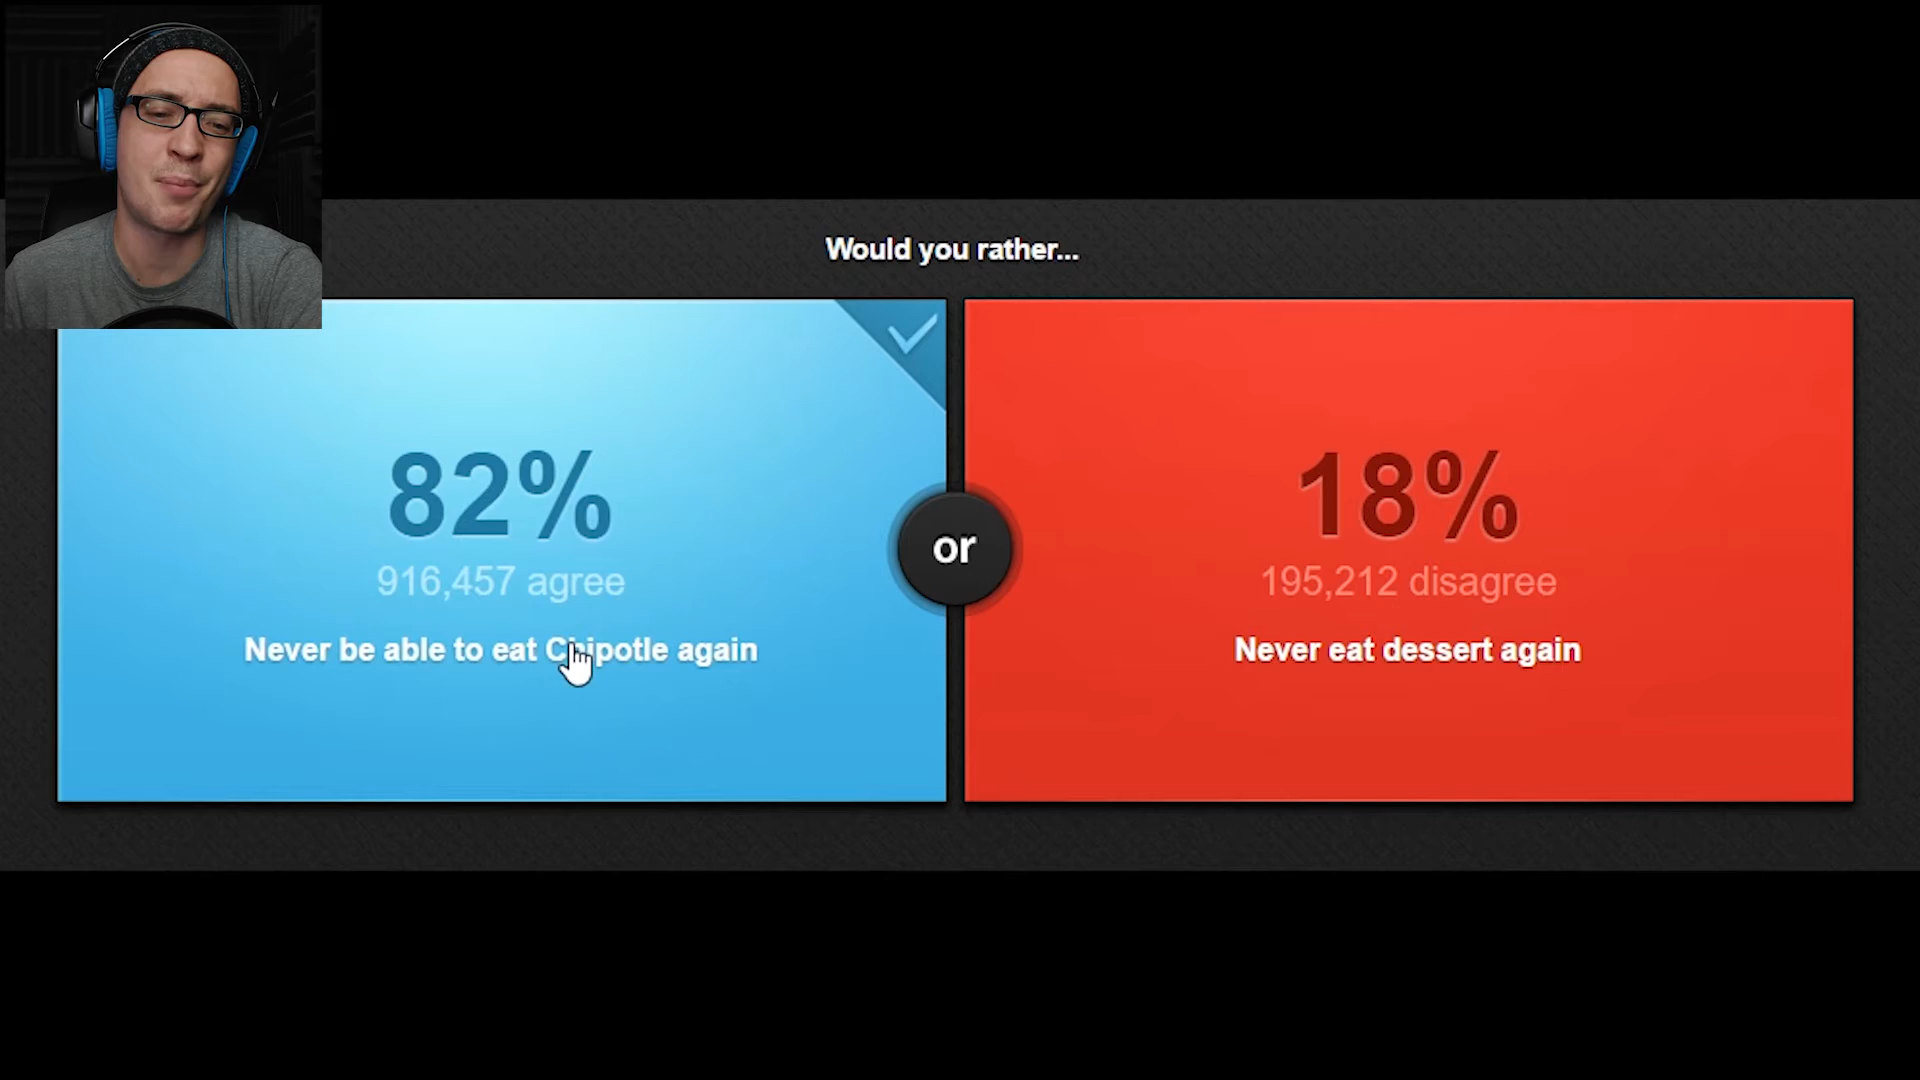 Would you rather...
82%
916,457 agree
Never be able to eat Chipotle again
or
18%
195,212 disagree
Never eat dessert again